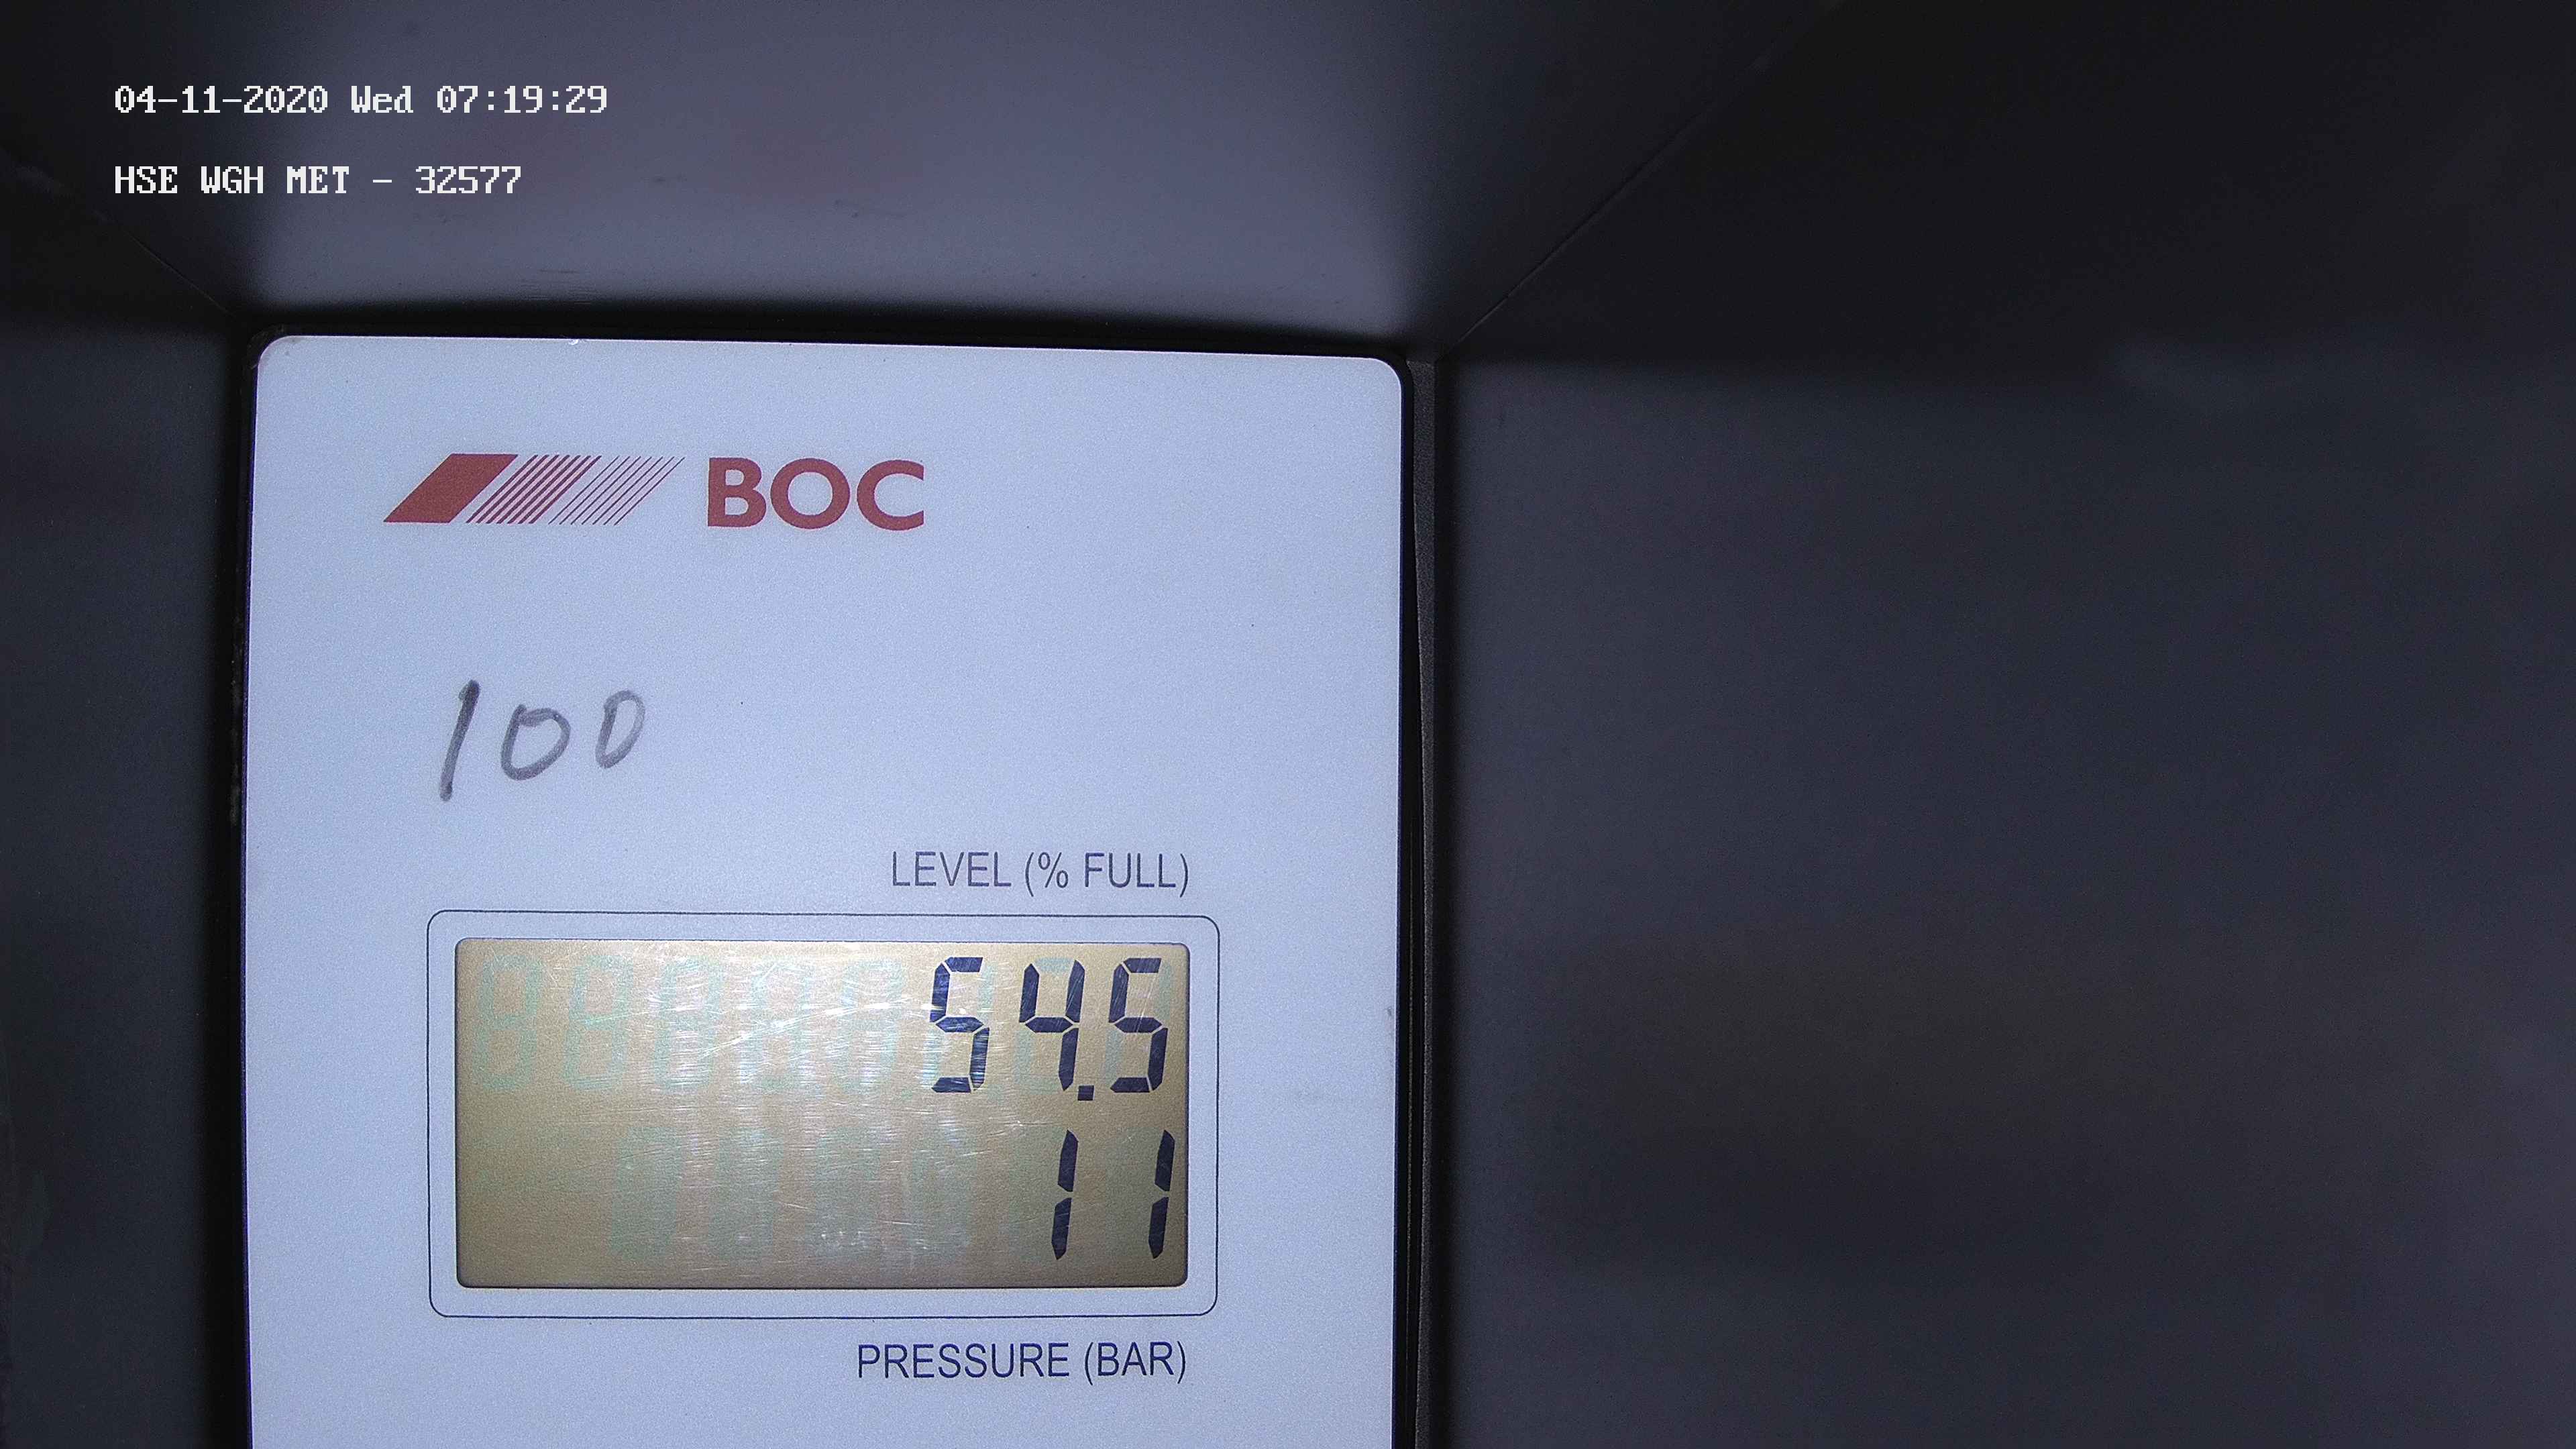 04-11-2020 Wed 07:19:29
HSE WGH MET - 32577
BOC
100
LEVEL (% FULL)
54.5
11
PRESSURE (BAR)